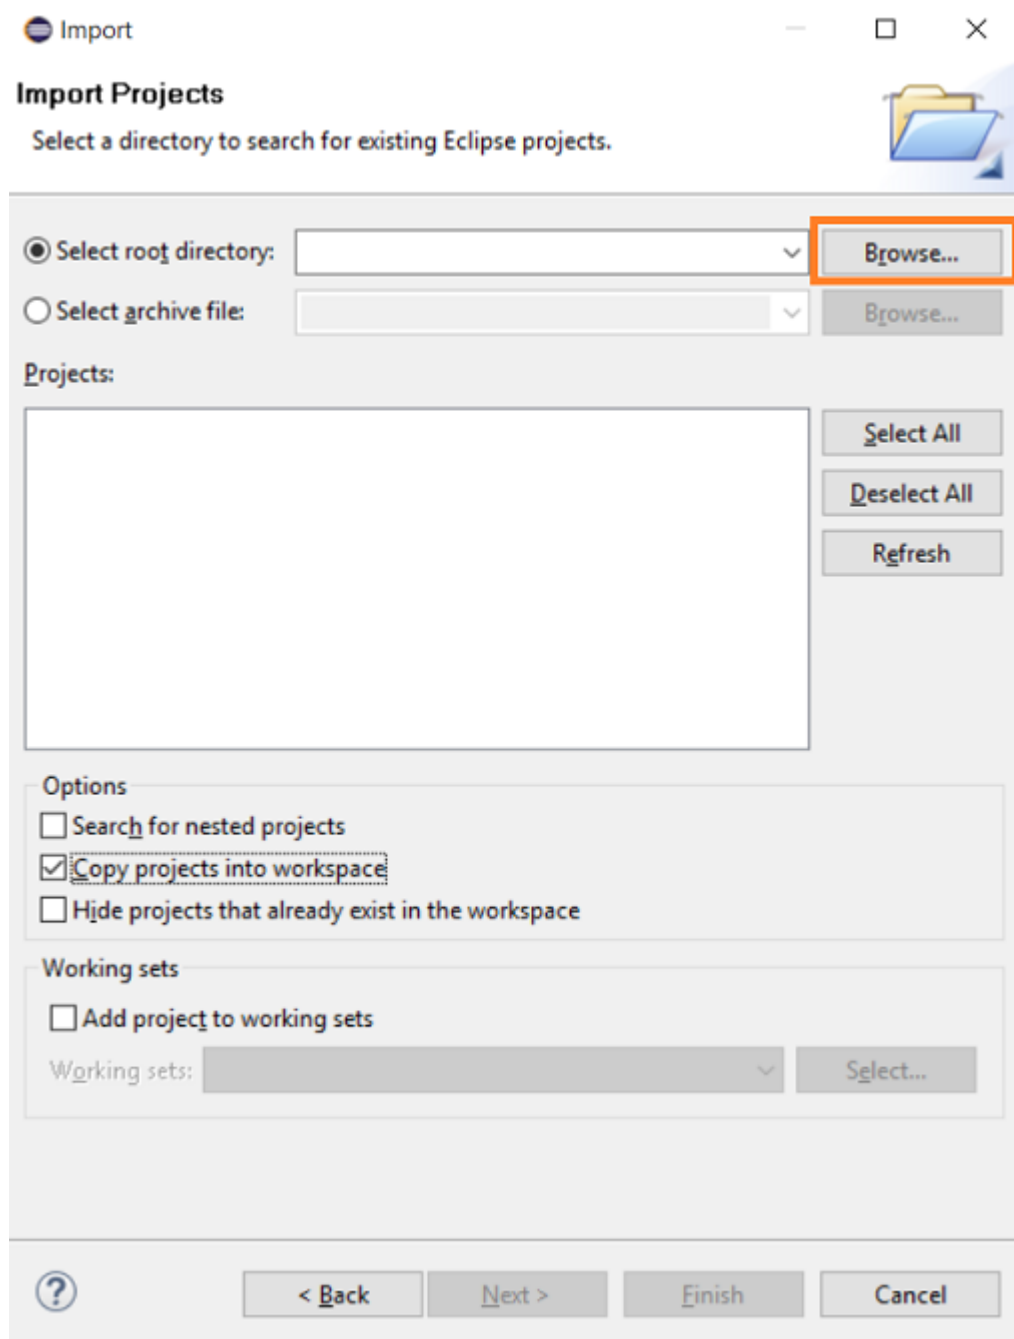 Import
Import Projects
Select a directory to search for existing Eclipse projects.
Select root directory:
Browse...
Select archive file:
Browse...
Projects:
Select All
Deselect All
Refresh
Options
Search for nested projects
Copy projects into workspace
Hide projects that already exist in the workspace
Working sets
Add project to working sets
Working sets:
Select...
?
< Back
Next >
Finish
Cancel